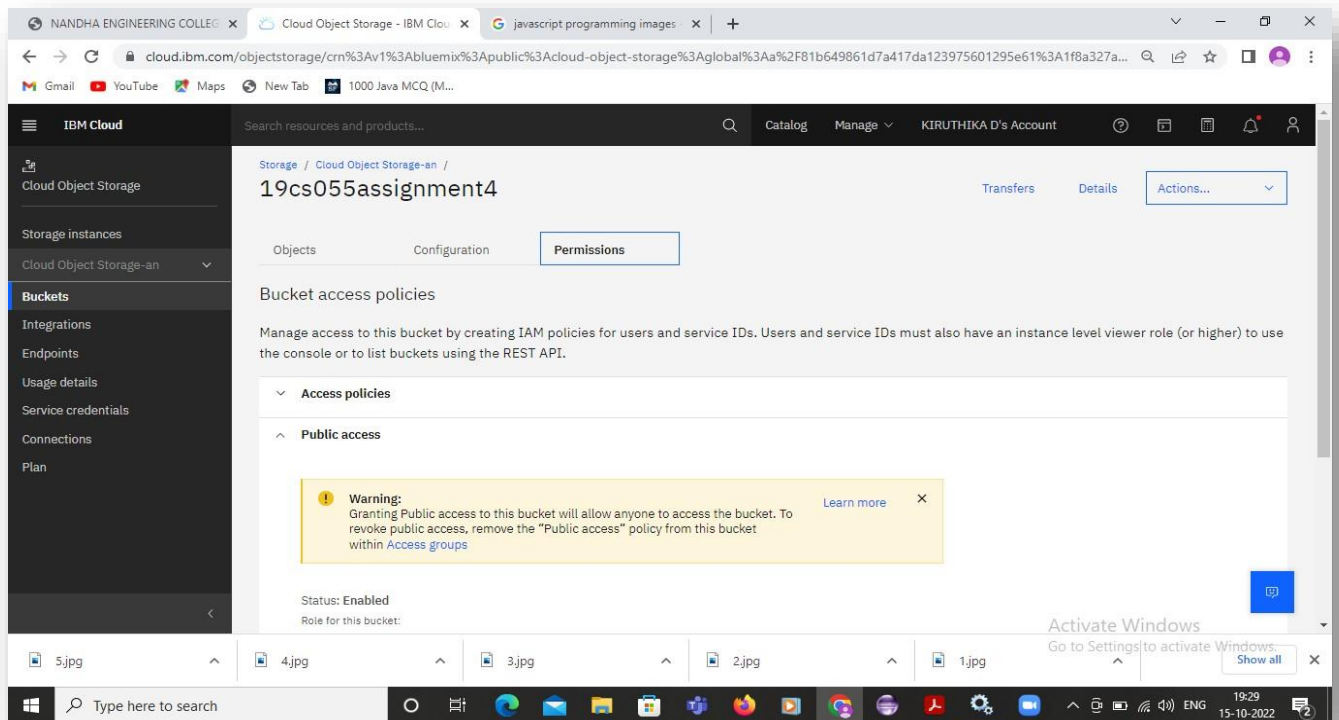 NANDHA ENGINEERING COLLEG
Cloud Object Storage - IBM Clou
javascript programming images -
cloud.ibm.com/objectstorage/crn%3Av1%3Abluemix%3Apublic%3Acloud-object-storage%3Aglobal%3Aa%2F81b649861d7a417da123975601295e61%3A1f8a327a...
Gmail YouTube Maps New Tab 1000 Java MCQ (M...
IBM Cloud Search resources and products... Catalog Manage KIRUTHIKA D's Account
Cloud Object Storage
Storage instances
Cloud Object Storage-an
Buckets
Integrations
Endpoints
Usage details
Service credentials
Connections
Plan
Storage / Cloud Object Storage-an /
19cs055assignment4
Transfers Details Actions...
Objects Configuration Permissions
Bucket access policies
Manage access to this bucket by creating IAM policies for users and service IDs. Users and service IDs must also have an instance level viewer role (or higher) to use
the console or to list buckets using the REST API.
Access policies
Public access
Warning:
Learn more
Granting Public access to this bucket will allow anyone to access the bucket. To
revoke public access, remove the “Public access” policy from this bucket
within Access groups
Status: Enabled
Role for this bucket:
Activate Windows
Go to Settings to activate Windows.
5.jpg 4.jpg 3.jpg 2.jpg 1.jpg Show all
Type here to search
ENG
19:29
15-10-2022
2